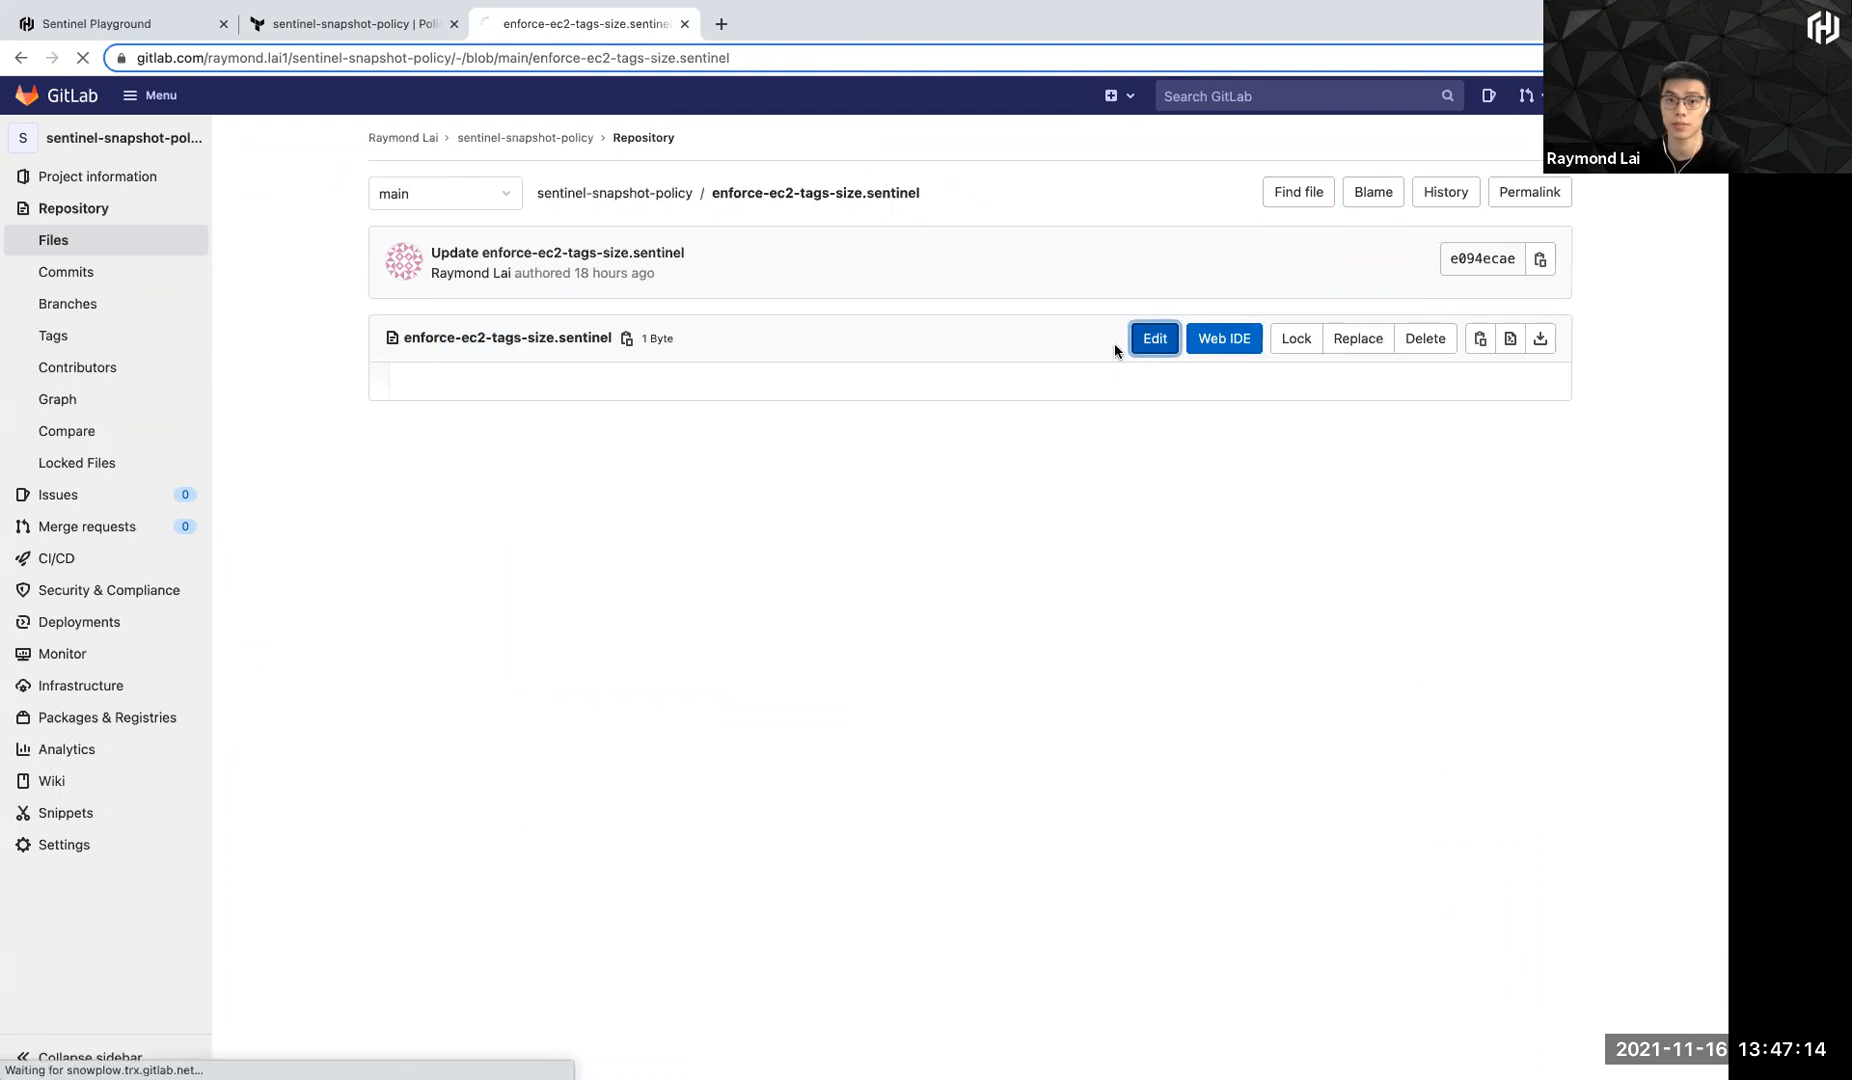 Sentinel Playground
sentinel-snapshot-policy | Poli
enforce-ec2-tags-size.sentine
gitlab.com/raymond.lai1/sentinel-snapshot-policy/-/blob/main/enforce-ec2-tags-size.sentinel
GitLab
Menu
Search GitLab
Raymond Lai
S
sentinel-snapshot-pol...
Raymond Lai › sentinel-snapshot-policy › Repository
Project information
Repository
Files
Commits
Branches
Tags
Contributors
Graph
Compare
Locked Files
Issues 0
Merge requests 0
CI/CD
Security & Compliance
Deployments
Monitor
Infrastructure
Packages & Registries
Analytics
Wiki
Snippets
Settings
Collapse sidebar
main
sentinel-snapshot-policy / enforce-ec2-tags-size.sentinel
Find file
Blame
History
Permalink
Update enforce-ec2-tags-size.sentinel
Raymond Lai authored 18 hours ago
e094ecae
enforce-ec2-tags-size.sentinel
1 Byte
Edit
Web IDE
Lock
Replace
Delete
Waiting for snowplow.trx.gitlab.net...
2021-11-16 13:47:14